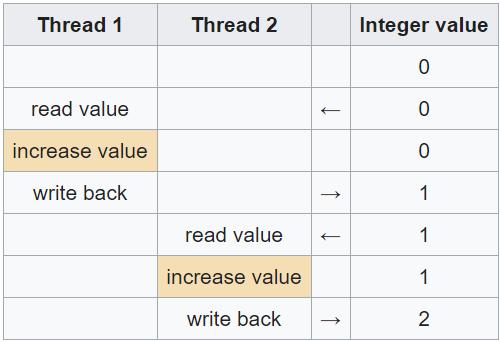 Thread 1 Thread 2 Integer value
0
read value ← 0
increase value 0
write back → 1
read value ← 1
increase value 1
write back → 2